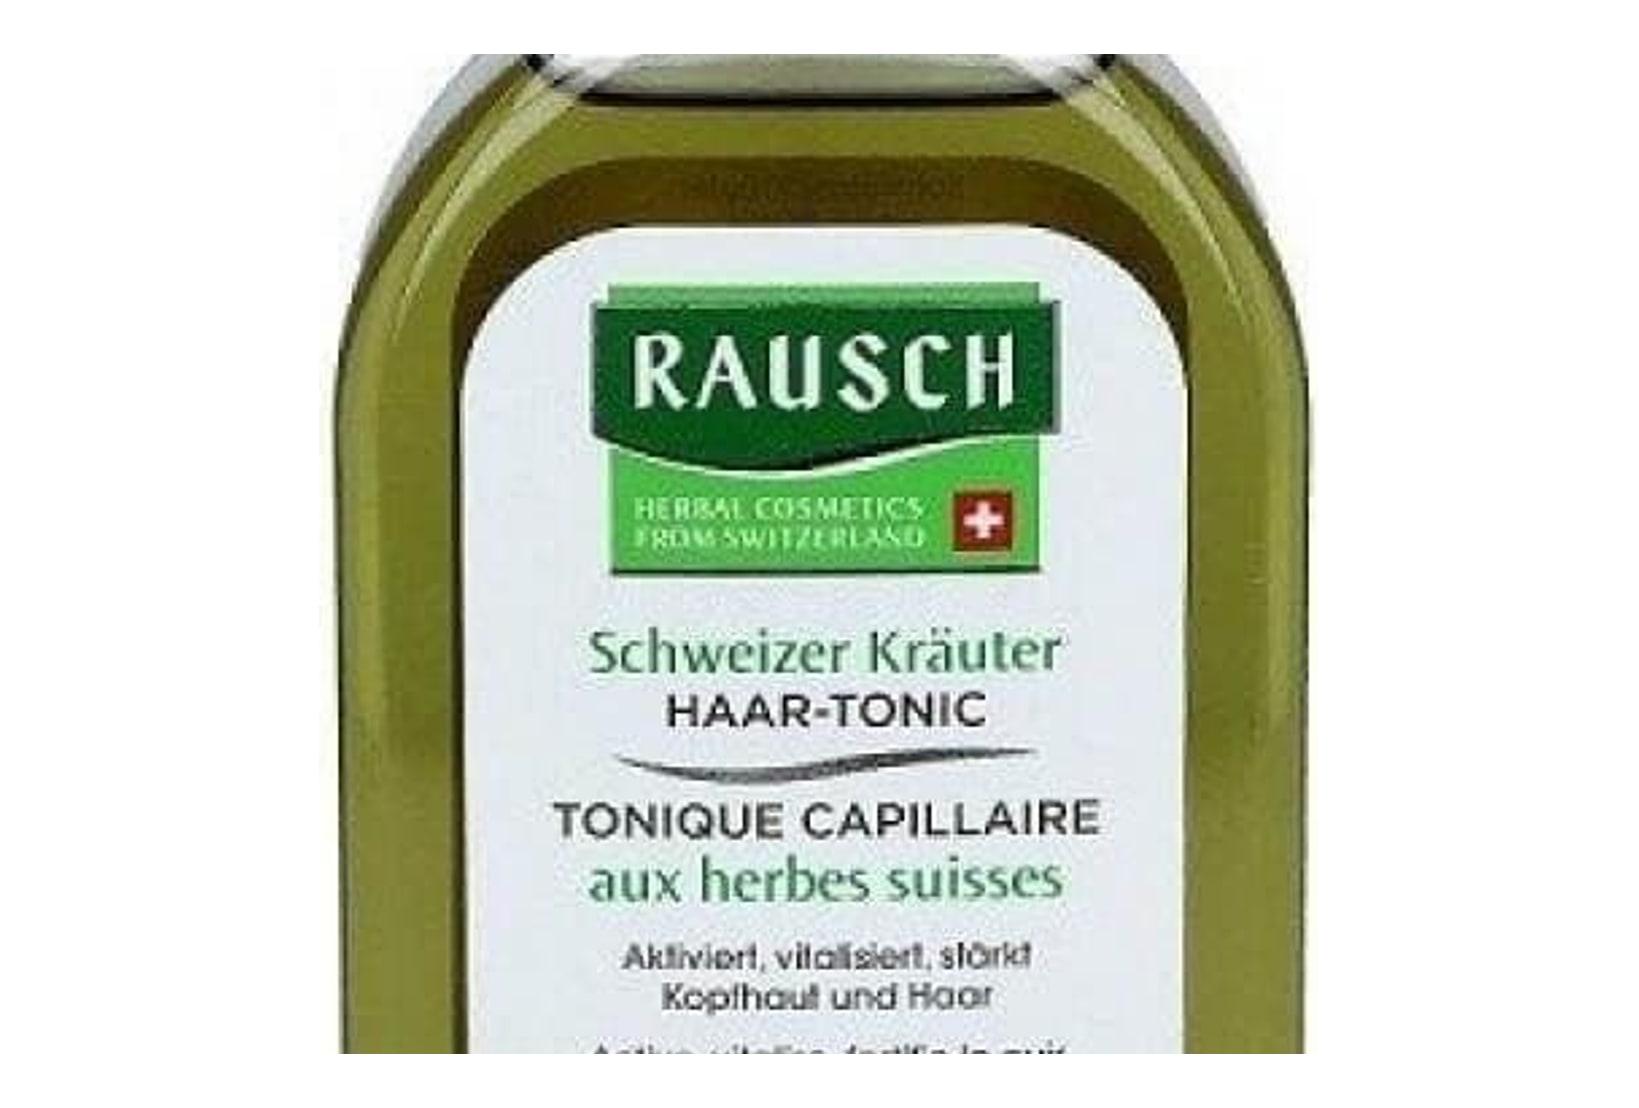 RAUSCH
HERBAL COSMETICS
FROM SWITZERLAND
Schweizer Kräuter
HAAR-TONIC
TONIQUE CAPILLAIRE
aux herbes suisses
Aktiviert, vitalisiert, stärkt
Kopfhaut und Haar